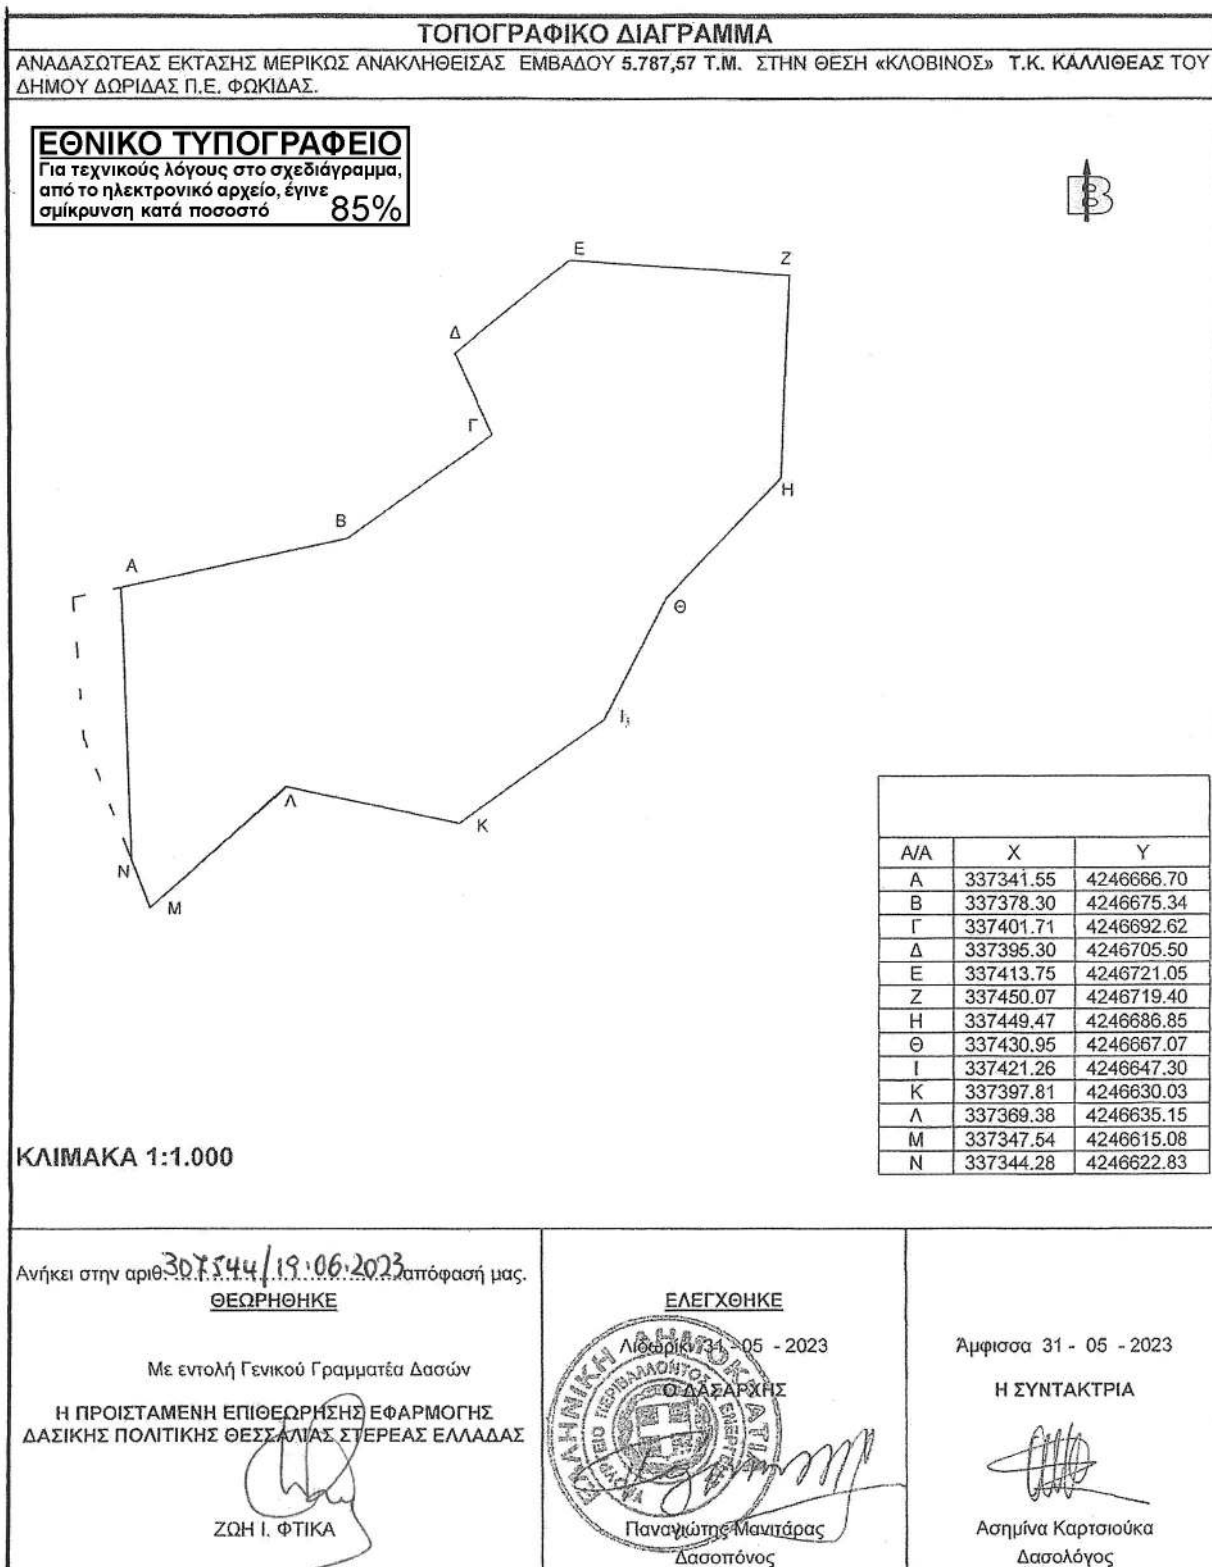 ΤΟΠΟΓΡΑΦΙΚΟ ΔΙΑΓΡΑΜΜΑ
ΑΝΑΔΑΣΩΤΕΑΣ ΕΚΤΑΣΗΣ ΜΕΡΙΚΩΣ ΑΝΑΚΛΗΘΕΙΣΑΣ ΕΜΒΑΔΟΥ 5.787,57 Τ.Μ. ΣΤΗΝ ΘΕΣΗ «ΚΛΟΒΙΝΟΣ» Τ.Κ. ΚΑΛΛΙΘΕΑΣ ΤΟΥ
ΔΗΜΟΥ ΔΩΡΙΔΑΣ Π.Ε. ΦΩΚΙΔΑΣ.
ΕΘΝΙΚΟ ΤΥΠΟΓΡΑΦΕΙΟ
Για τεχνικούς λόγους στο σχεδιάγραμμα,
από το ηλεκτρονικό αρχείο, έγινε
σμίκρυνση κατά ποσοστό 85%
Β
Ε
Ζ
Δ
Γ
Η
Β
Α
Θ
Ι
Λ
Κ
Ν
Μ
Α/Α Χ Υ
Α 337341.55 4246666.70
Β 337378.30 4246675.34
Γ 337401.71 4246692.62
Δ 337395.30 4246705.50
Ε 337413.75 4246721.05
Ζ 337450.07 4246719.40
Η 337449.47 4246686.85
Θ 337430.95 4246667.07
Ι 337421.26 4246647.30
Κ 337397.81 4246630.03
Λ 337369.38 4246635.15
Μ 337347.54 4246615.08
Ν 337344.28 4246622.83
ΚΛΙΜΑΚΑ 1:1.000
Ανήκει στην αριθ. 307544/19.06.2023 απόφασή μας.
ΘΕΩΡΗΘΗΚΕ
Με εντολή Γενικού Γραμματέα Δασών
Η ΠΡΟΙΣΤΑΜΕΝΗ ΕΠΙΘΕΩΡΗΣΗΣ ΕΦΑΡΜΟΓΗΣ
ΔΑΣΙΚΗΣ ΠΟΛΙΤΙΚΗΣ ΘΕΣΣΑΛΙΑΣ ΣΤΕΡΕΑΣ ΕΛΛΑΔΑΣ
ΖΩΗ Ι. ΦΤΙΚΑ
ΕΛΕΓΧΘΗΚΕ
Λιδωρίκι 31 - 05 - 2023
Ο ΔΑΣΑΡΧΗΣ
ΕΛΛΗΝΙΚΗ ΔΗΜΟΚΡΑΤΙΑ
ΥΠΟΥΡΓΕΙΟ ΠΕΡΙΒΑΛΛΟΝΤΟΣ ΕΝΕΡΓΕΙΑΣ
Παναγιώτης Μανιτάρας
Δασοπόνος
Άμφισσα 31 - 05 - 2023
Η ΣΥΝΤΑΚΤΡΙΑ
Ασημίνα Καρτσιούκα
Δασολόγος